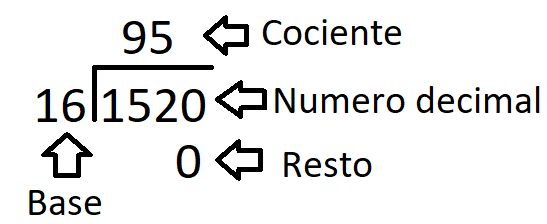 95 Cociente
16 1520 Numero decimal
0 Resto
Base